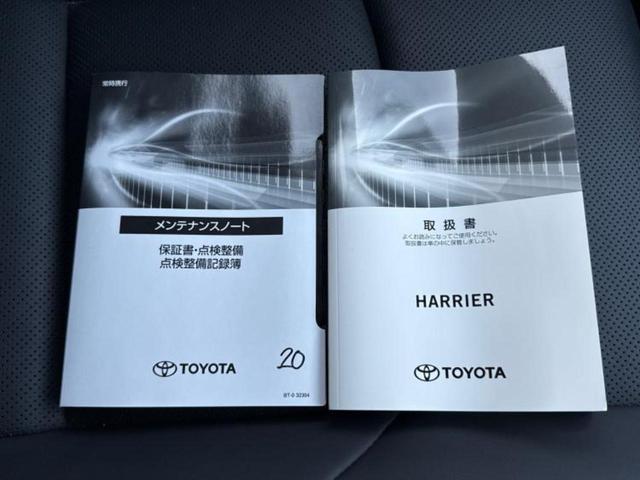 常時携行
メンテナンスノート
保証書・点検整備
点検整備記録簿
TOYOTA
20
BT-0 32304
取扱書
よくお読みになってご使用ください。
取扱書は車の中に保管しましょう。
HARRIER
TOYOTA